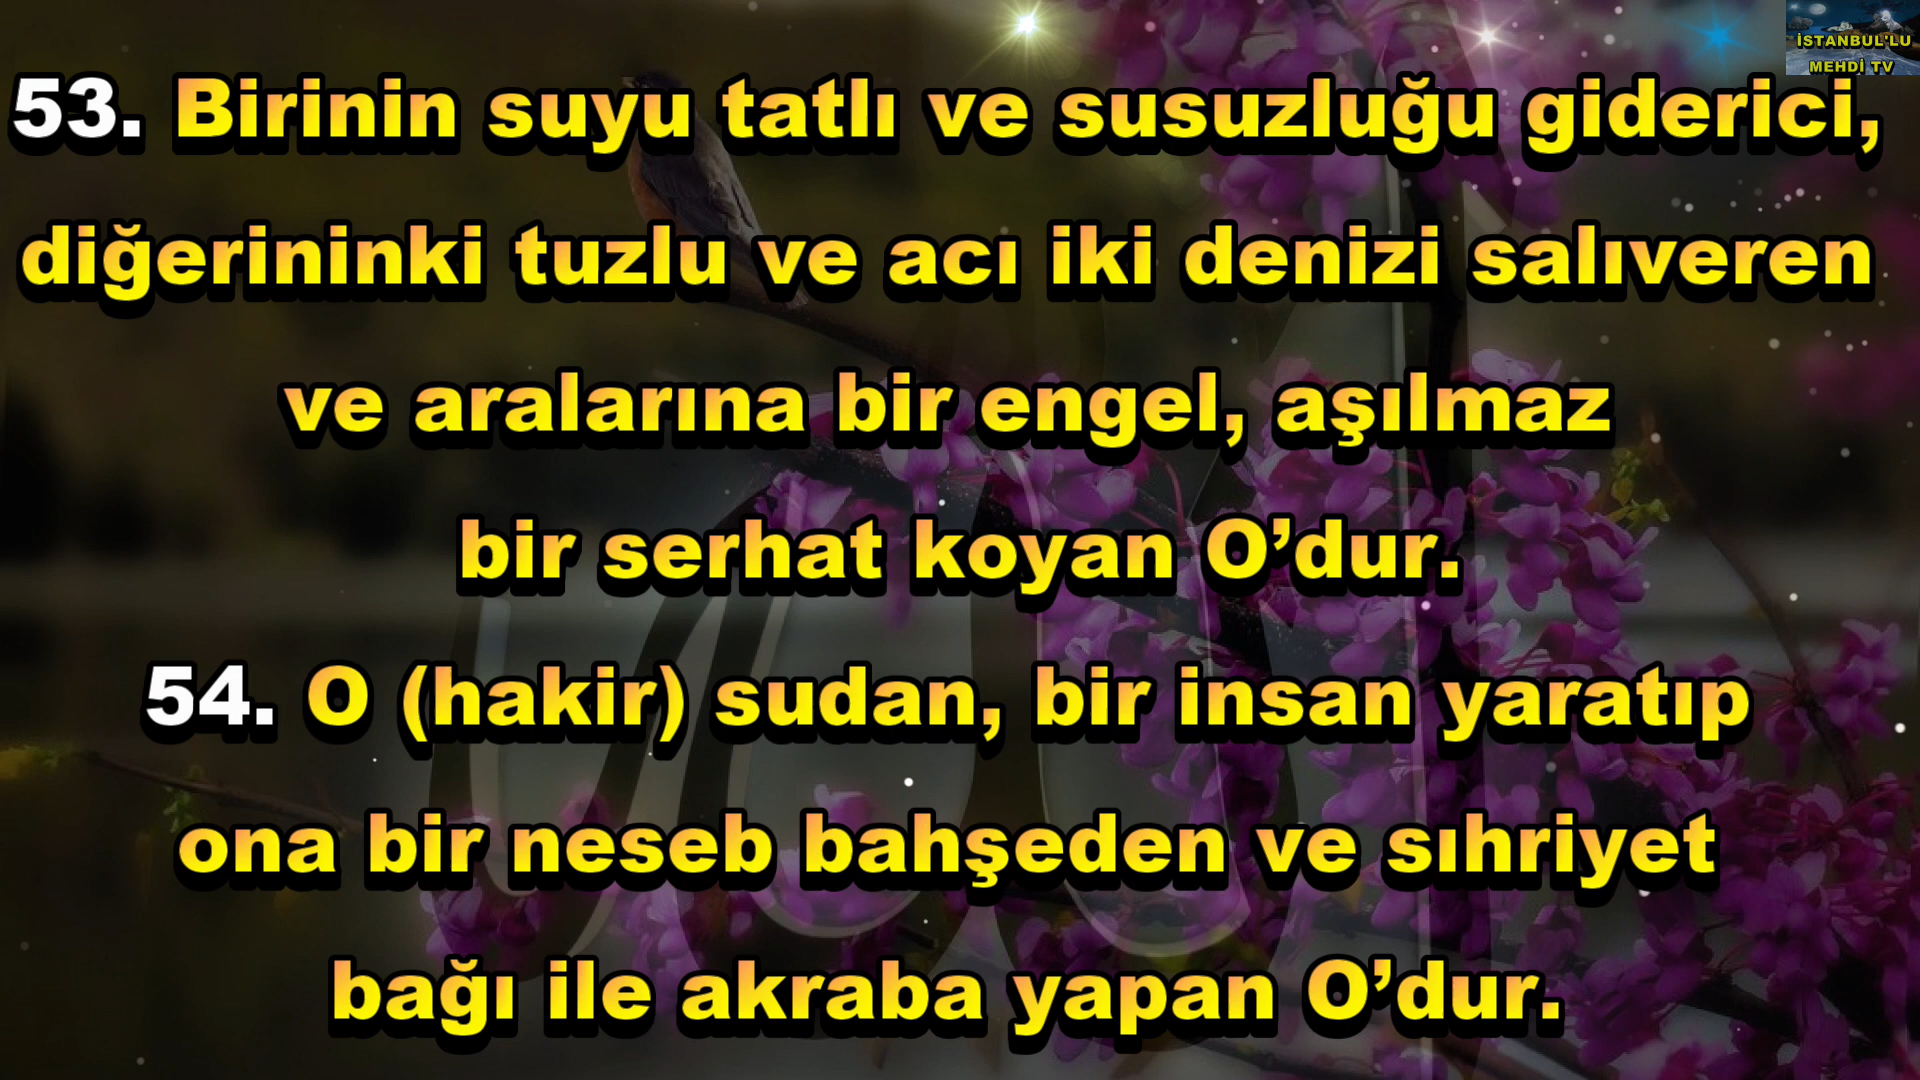 İSTANBUL'LU
MEHDİ TV
53. Birinin suyu tatlı ve susuzluğu giderici,
diğerininki tuzlu ve acı iki denizi salıveren
ve aralarına bir engel, aşılmaz
bir serhat koyan O’dur.
54. O (hakir) sudan, bir insan yaratıp
ona bir neseb bahşeden ve sıhriyet
bağı ile akraba yapan O’dur.